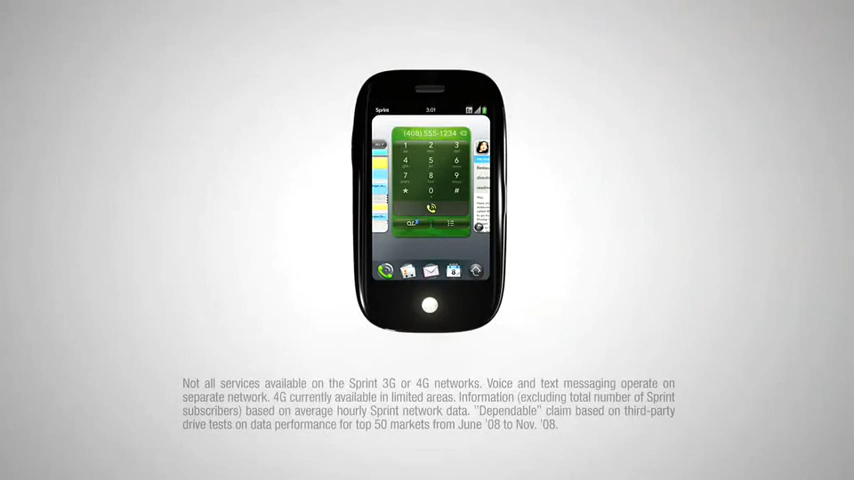 Sprint 3:01
(408) 555-1234
1 2 3
4 5 6
7 8 9
* 0 #
Not all services available on the Sprint 3G or 4G networks. Voice and text messaging operate on
separate network. 4G currently available in limited areas. Information (excluding total number of Sprint
subscribers) based on average hourly Sprint network data. "Dependable" claim based on third-party
drive tests on data performance for top 50 markets from June '08 to Nov. '08.